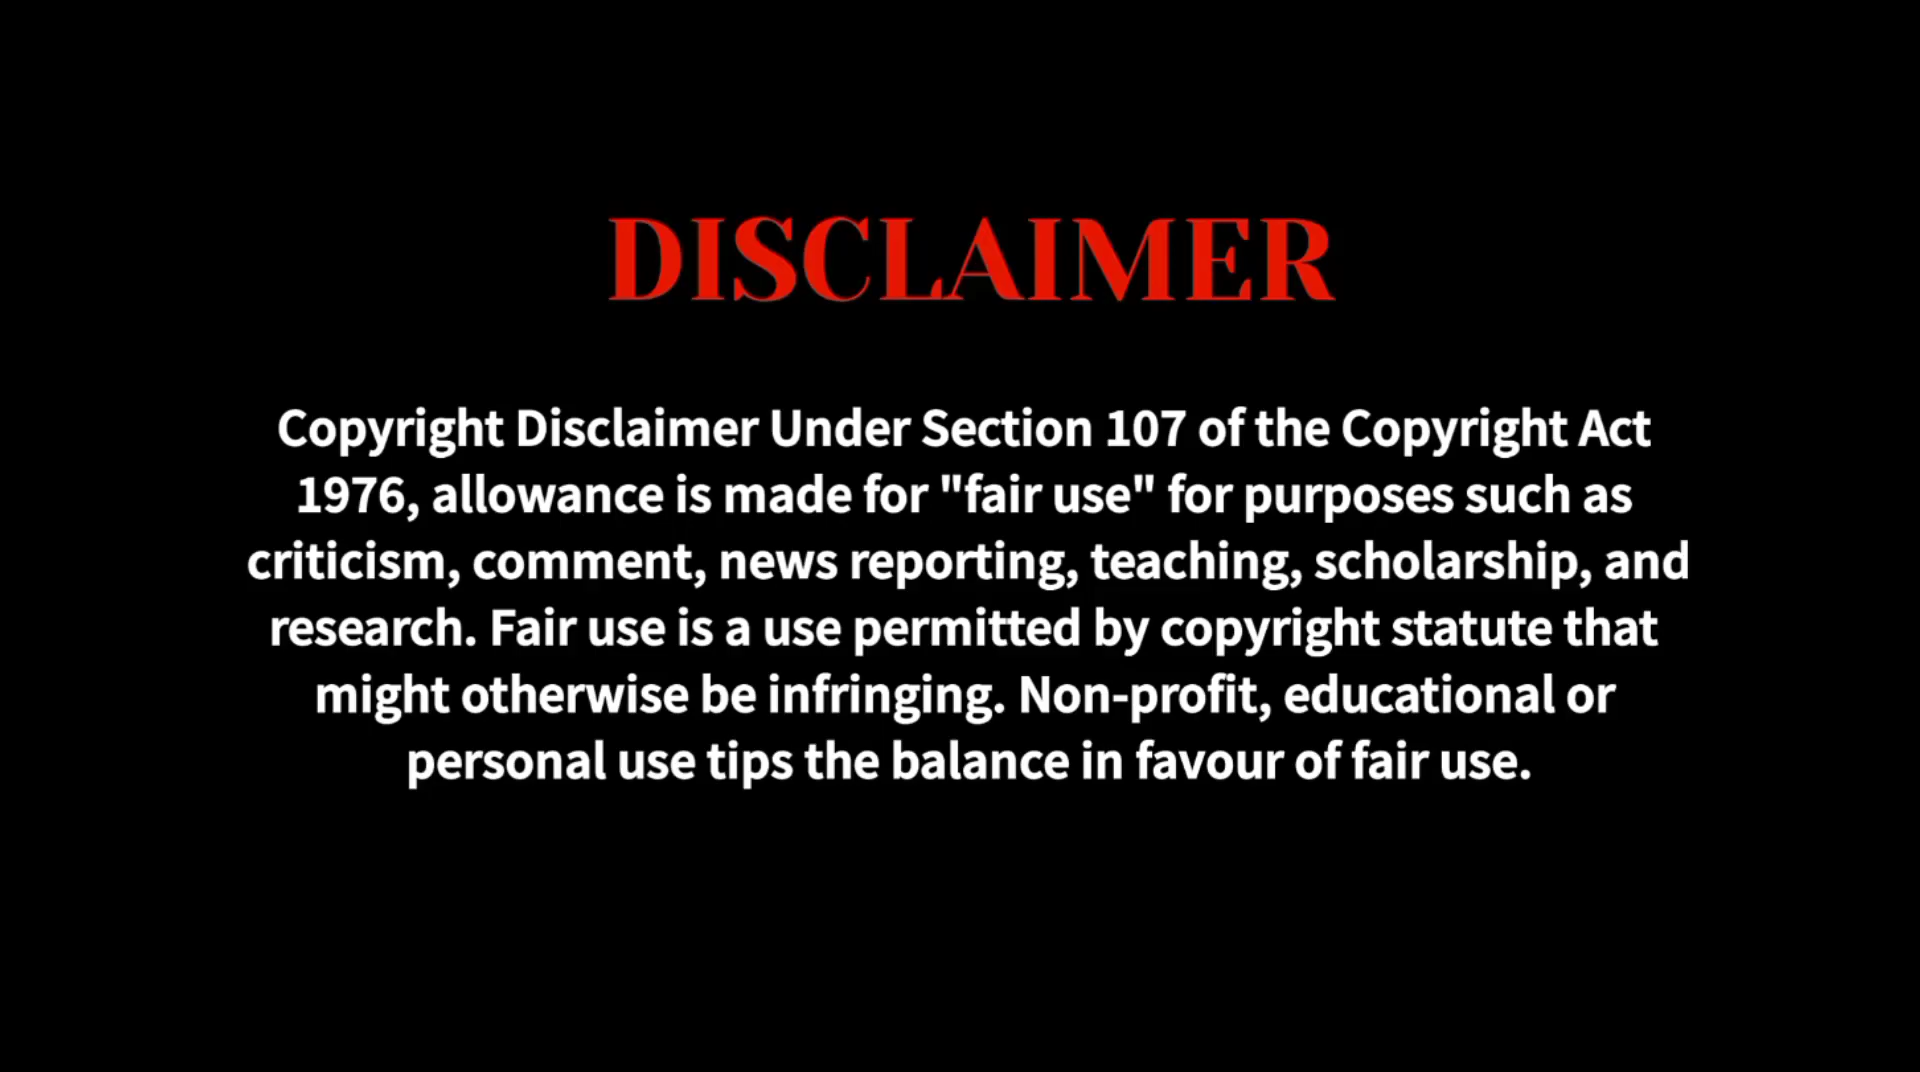 DISCLAIMER
Copyright Disclaimer Under Section 107 of the Copyright Act
1976, allowance is made for "fair use" for purposes such as
criticism, comment, news reporting, teaching, scholarship, and
research. Fair use is a use permitted by copyright statute that
might otherwise be infringing. Non-profit, educational or
personal use tips the balance in favour of fair use.